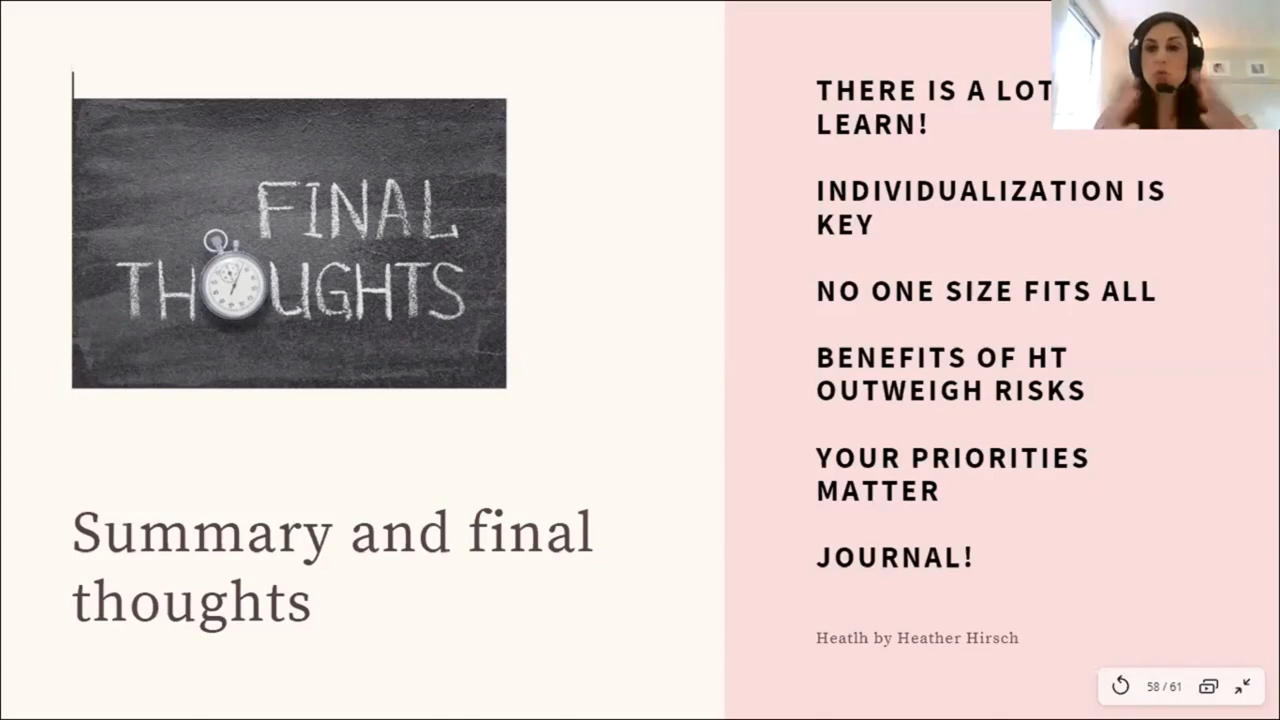 FINAL
THOUGHTS
Summary and final
thoughts
THERE IS A LOT
LEARN!
INDIVIDUALIZATION IS
KEY
NO ONE SIZE FITS ALL
BENEFITS OF HT
OUTWEIGH RISKS
YOUR PRIORITIES
MATTER
JOURNAL!
Heatlh by Heather Hirsch
58 / 61